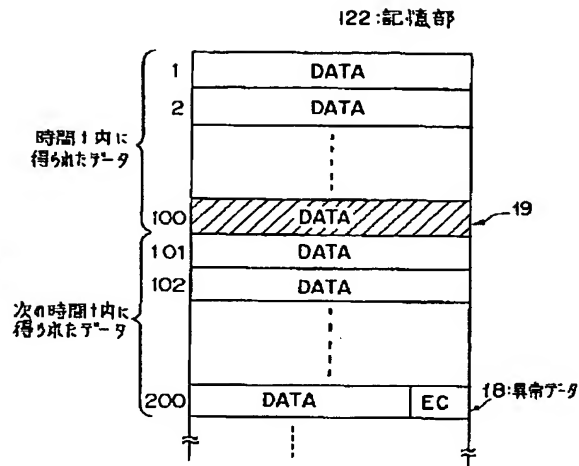 122:記憶部
1 DATA
2 DATA
時間t内に
得られたデータ
100 DATA 19
101 DATA
102 DATA
次の時間t内に
得られたデータ
200 DATA EC 18:異常データ